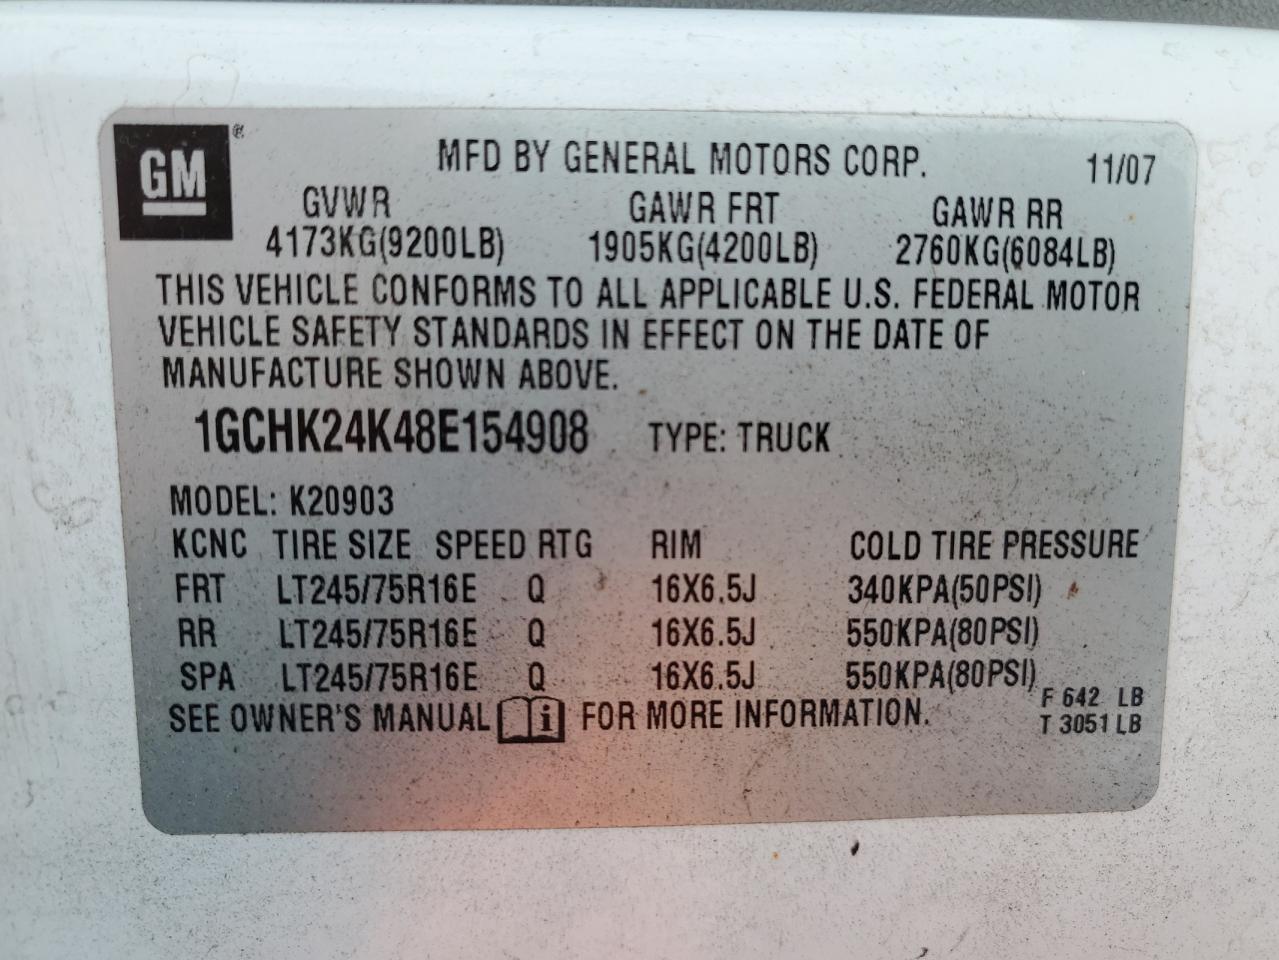 GM®
MFD BY GENERAL MOTORS CORP. 11/07
GVWR GAWR FRT GAWR RR
4173KG(9200LB) 1905KG(4200LB) 2760KG(6084LB)
THIS VEHICLE CONFORMS TO ALL APPLICABLE U.S. FEDERAL MOTOR
VEHICLE SAFETY STANDARDS IN EFFECT ON THE DATE OF
MANUFACTURE SHOWN ABOVE.
1GCHK24K48E154908 TYPE: TRUCK
MODEL: K20903
KCNC TIRE SIZE SPEED RTG RIM COLD TIRE PRESSURE
FRT LT245/75R16E Q 16X6.5J 340KPA(50PSI)
RR LT245/75R16E Q 16X6.5J 550KPA(80PSI)
SPA LT245/75R16E Q 16X6.5J 550KPA(80PSI)
SEE OWNER'S MANUAL i FOR MORE INFORMATION.
F 642 LB
T 3051 LB